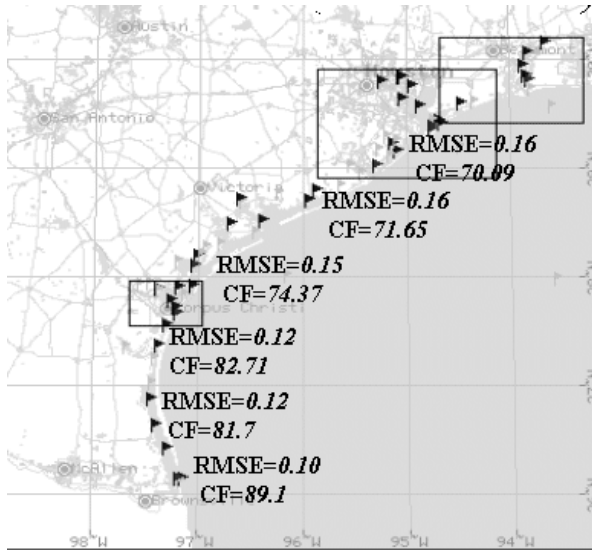 Austin
Beaumont
Houston
San Antonio
RMSE=0.16
CF=70.09
Victoria
RMSE=0.16
CF=71.65
RMSE=0.15
CF=74.37
Corpus Christi
RMSE=0.12
CF=82.71
RMSE=0.12
CF=81.7
McAllen
RMSE=0.10
CF=89.1
Brownsville
98°W 97°W 96°W 95°W 94°W